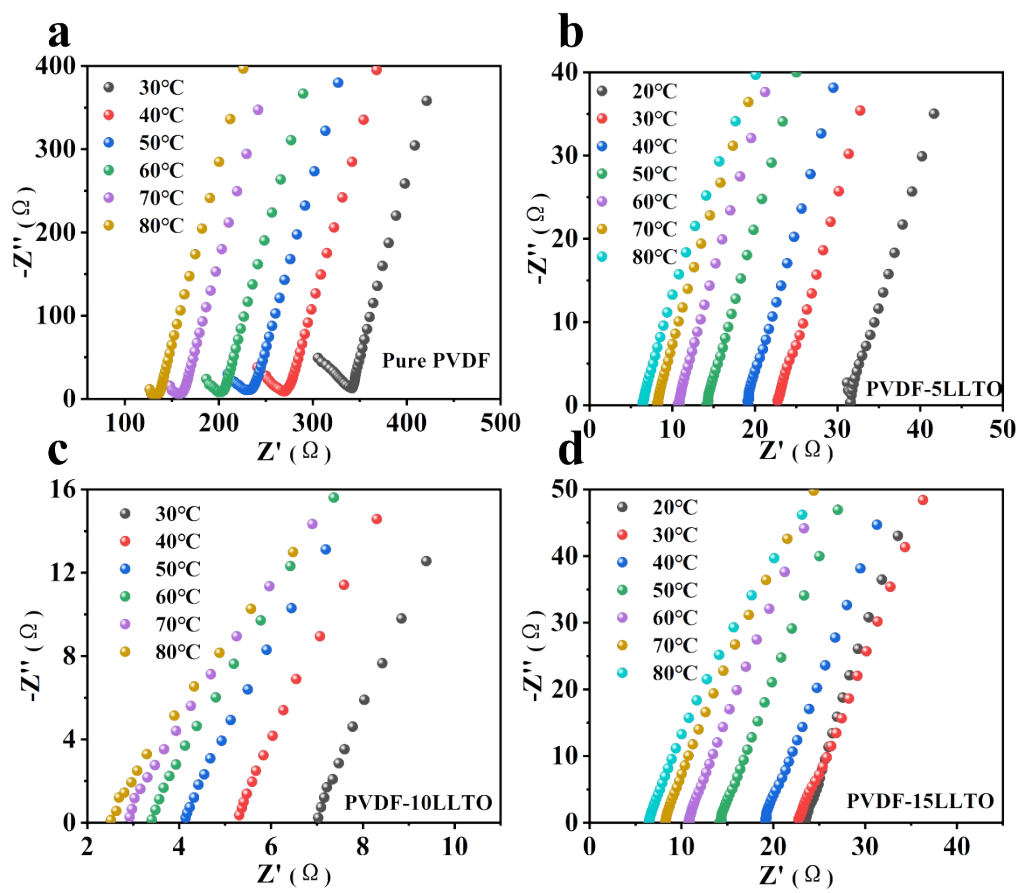 a
400
300
200
100
0
-Z'' (Ω)
30°C
40°C
50°C
60°C
70°C
80°C
Pure PVDF
100 200 300 400 500
Z' (Ω)
b
40
30
20
10
0
-Z'' (Ω)
20°C
30°C
40°C
50°C
60°C
70°C
80°C
PVDF-5LLTO
0 10 20 30 40 50
Z' (Ω)
c
16
12
8
4
0
-Z'' (Ω)
30°C
40°C
50°C
60°C
70°C
80°C
PVDF-10LLTO
2 4 6 8 10
Z' (Ω)
d
50
40
30
20
10
0
-Z'' (Ω)
20°C
30°C
40°C
50°C
60°C
70°C
80°C
PVDF-15LLTO
0 10 20 30 40
Z' (Ω)